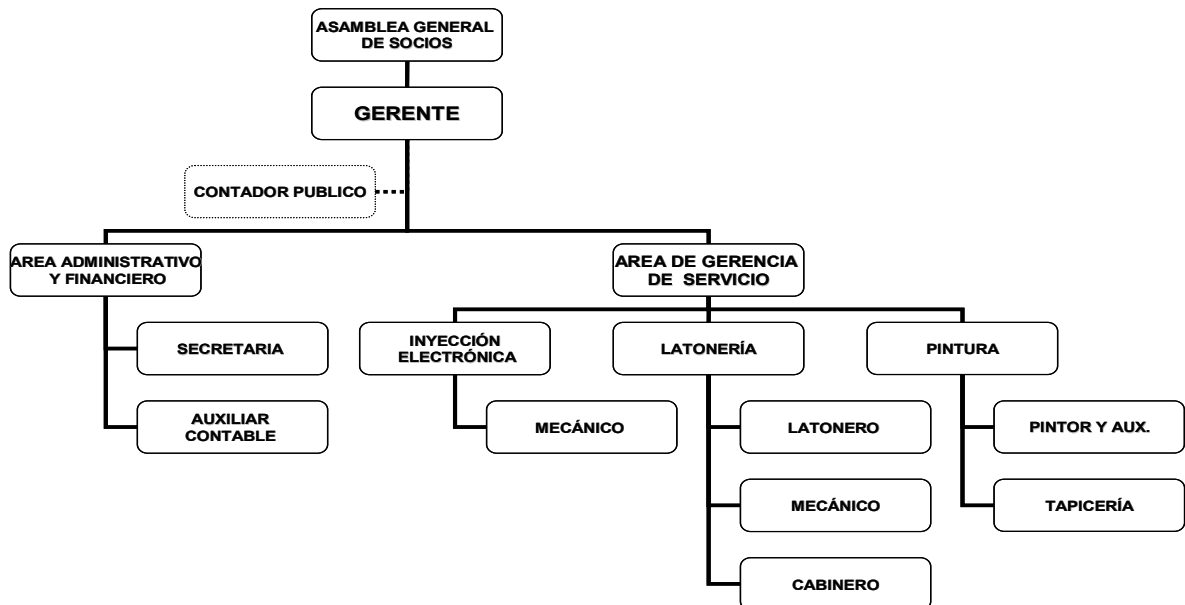 ASAMBLEA GENERAL
DE SOCIOS
GERENTE
CONTADOR PUBLICO
AREA ADMINISTRATIVO
Y FINANCIERO
AREA DE GERENCIA
DE SERVICIO
SECRETARIA
INYECCIÓN
ELECTRÓNICA
LATONERÍA
PINTURA
AUXILIAR
CONTABLE
MECÁNICO
LATONERO
PINTOR Y AUX.
MECÁNICO
TAPICERÍA
CABINERO